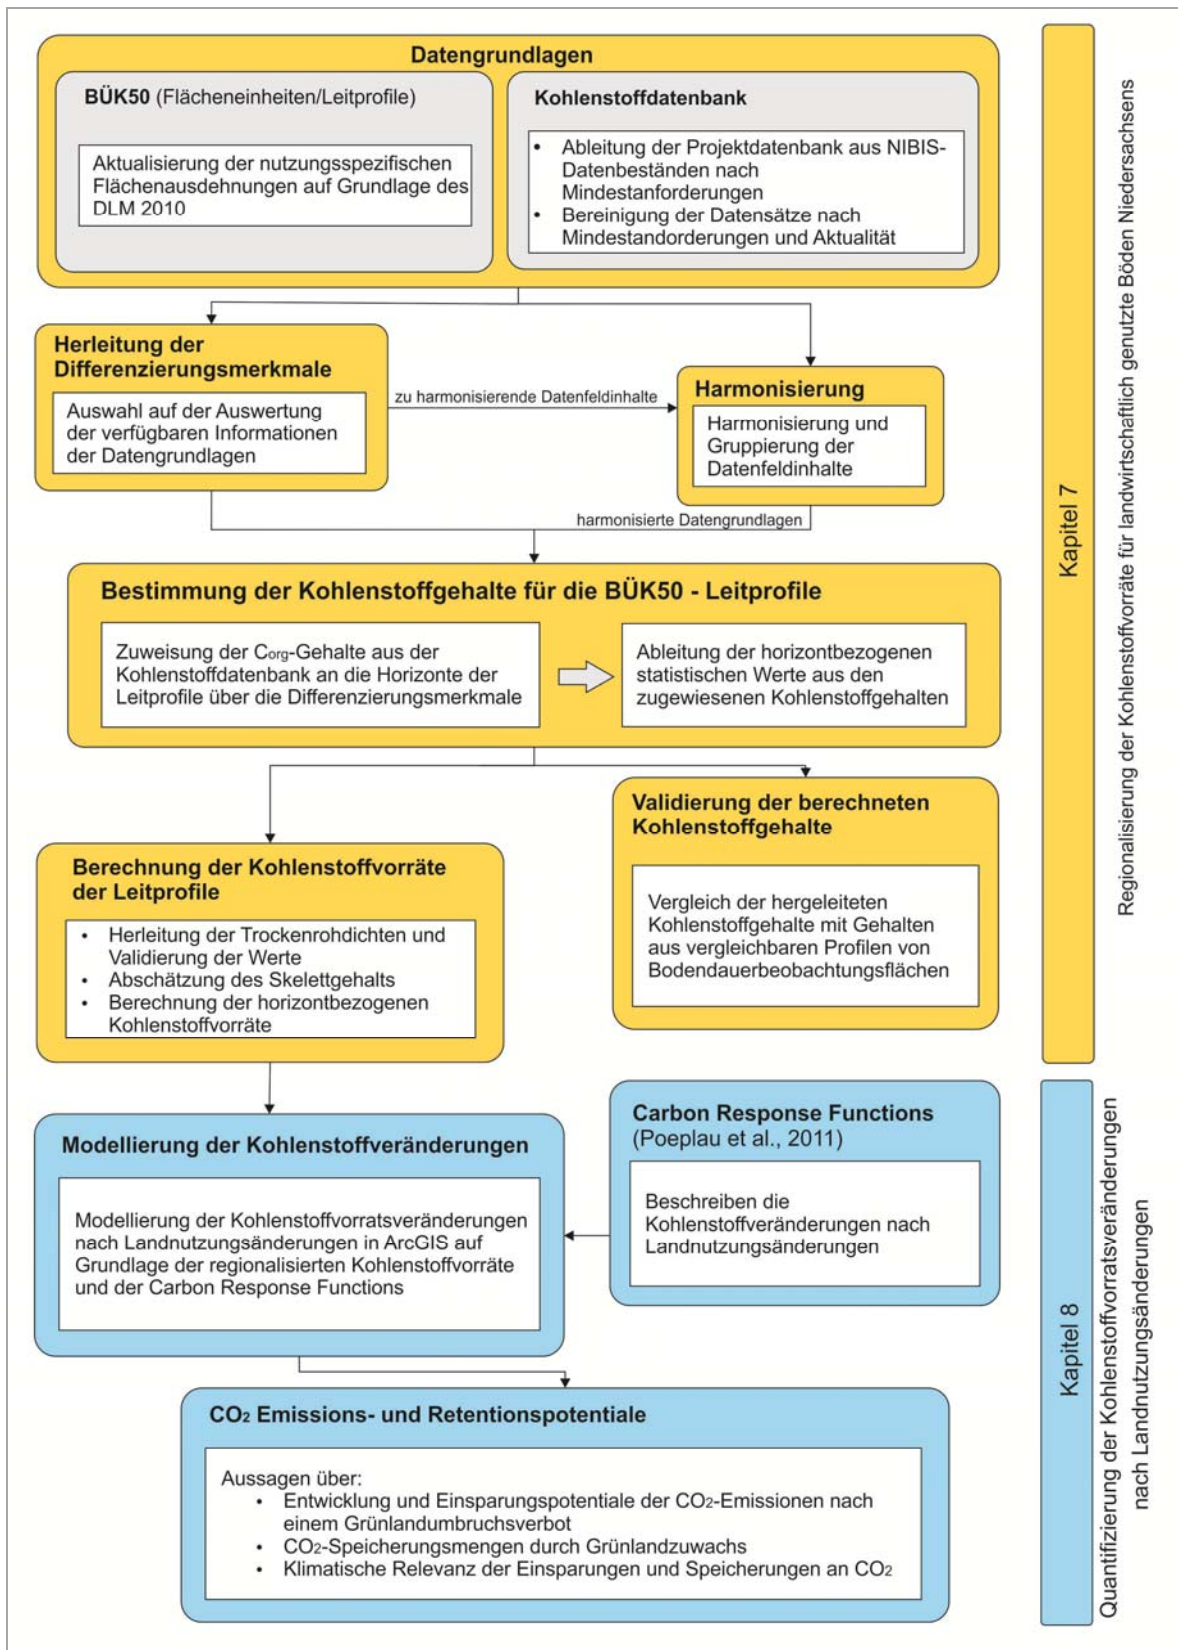 Datengrundlagen
BÜK50 (Flächeneinheiten/Leitprofile)
Aktualisierung der nutzungsspezifischen
Flächenausdehnungen auf Grundlage des
DLM 2010
Kohlenstoffdatenbank
• Ableitung der Projektdatenbank aus NIBIS-
Datenbeständen nach
Mindestanforderungen
• Bereinigung der Datensätze nach
Mindestandorderungen und Aktualität
Herleitung der
Differenzierungsmerkmale
Auswahl auf der Auswertung
der verfügbaren Informationen
der Datengrundlagen
zu harmonisierende Datenfeldinhalte
Harmonisierung
Harmonisierung und
Gruppierung der
Datenfeldinhalte
harmonisierte Datengrundlagen
Bestimmung der Kohlenstoffgehalte für die BÜK50 - Leitprofile
Zuweisung der Corg-Gehalte aus der
Kohlenstoffdatenbank an die Horizonte der
Leitprofile über die Differenzierungsmerkmale
Ableitung der horizontbezogenen
statistischen Werte aus den
zugewiesenen Kohlenstoffgehalten
Validierung der berechneten
Kohlenstoffgehalte
Vergleich der hergeleiteten
Kohlenstoffgehalte mit Gehalten
aus vergleichbaren Profilen von
Bodendauerbeobachtungsflächen
Berechnung der Kohlenstoffvorräte
der Leitprofile
• Herleitung der Trockenrohdichten und
Validierung der Werte
• Abschätzung des Skelettgehalts
• Berechnung der horizontbezogenen
Kohlenstoffvorräte
Kapitel 7
Regionalisierung der Kohlenstoffvorräte für landwirtschaftlich genutzte Böden Niedersachsens
Modellierung der Kohlenstoffveränderungen
Modellierung der Kohlenstoffvorratsveränderungen
nach Landnutzungsänderungen in ArcGIS auf
Grundlage der regionalisierten Kohlenstoffvorräte
und der Carbon Response Functions
Carbon Response Functions
(Poeplau et al., 2011)
Beschreiben die
Kohlenstoffveränderungen nach
Landnutzungsänderungen
CO2 Emissions- und Retentionspotentiale
Aussagen über:
• Entwicklung und Einsparungspotentiale der CO2-Emissionen nach
einem Grünlandumbruchsverbot
• CO2-Speicherungsmengen durch Grünlandzuwachs
• Klimatische Relevanz der Einsparungen und Speicherungen an CO2
Kapitel 8
Quantifizierung der Kohlenstoffvorratsveränderungen
nach Landnutzungsänderungen